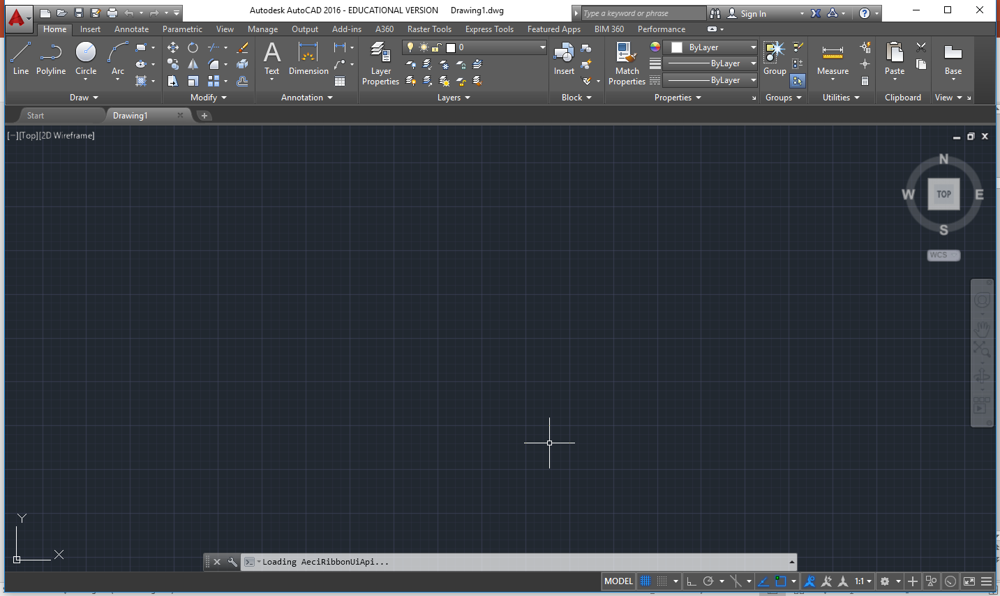 Autodesk AutoCAD 2016 - EDUCATIONAL VERSION Drawing1.dwg
Type a keyword or phrase
Sign In
Home Insert Annotate Parametric View Manage Output Add-ins A360 Raster Tools Express Tools Featured Apps BIM 360 Performance
Line Polyline Circle Arc
Draw
Modify
Text Dimension
Annotation
Layer Properties
0
Layers
Insert
Block
Match Properties
ByLayer
ByLayer
ByLayer
Properties
Group
Groups
Measure
Utilities
Paste
Clipboard
Base
View
Start Drawing1
[−][Top][2D Wireframe]
N
W TOP E
S
WCS
Y
X
Loading AeciRibbonUiApi...
MODEL 1:1